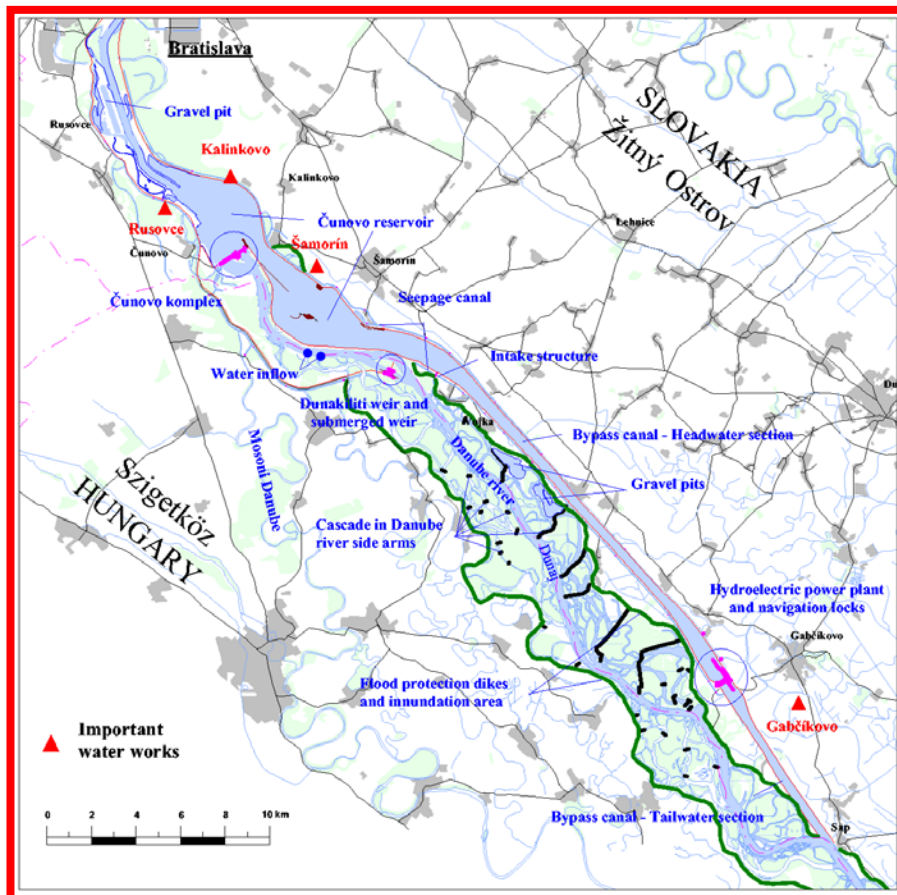 Bratislava
Gravel pit
Rusovce
Kalinkovo
Kalinkovo
SLOVAKIA
Žitný Ostrov
Lehnice
Rusovce
Čunovo reservoir
Čunovo
Šamorín
Šamorín
Čunovo komplex
Seepage canal
Water inflow
Intake structure
Dunakiliti weir and
submerged weir
Vojka
Bypass canal - Headwater section
Mosoni Danube
Danube river
Gravel pits
Szigetköz
HUNGARY
Cascade in Danube
river side arms
Dunaj
Hydroelectric power plant
and navigation locks
Gabčíkovo
Flood protection dikes
and innundation area
Gabčíkovo
Important
water works
0 2 4 6 8 10 km
Bypass canal - Tailwater section
Sap